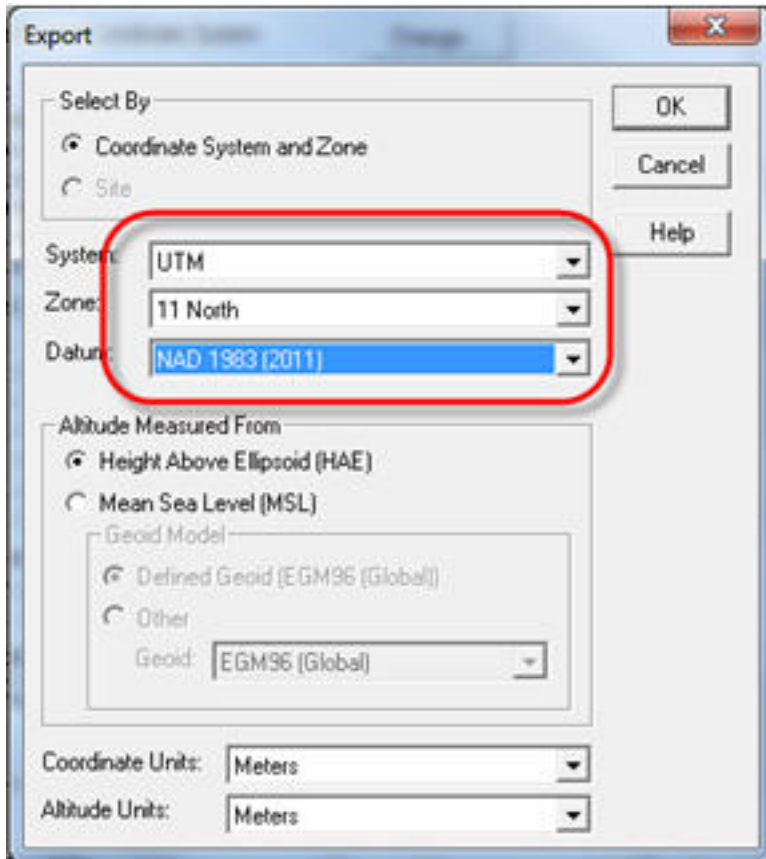 Export
Select By
Coordinate System and Zone
Site
OK
Cancel
Help
System: UTM
Zone: 11 North
Datum: NAD 1983 (2011)
Altitude Measured From
Height Above Ellipsoid (HAE)
Mean Sea Level (MSL)
Geoid Model
Defined Geoid (EGM96 (Global))
Other
Geoid: EGM96 (Global)
Coordinate Units: Meters
Altitude Units: Meters